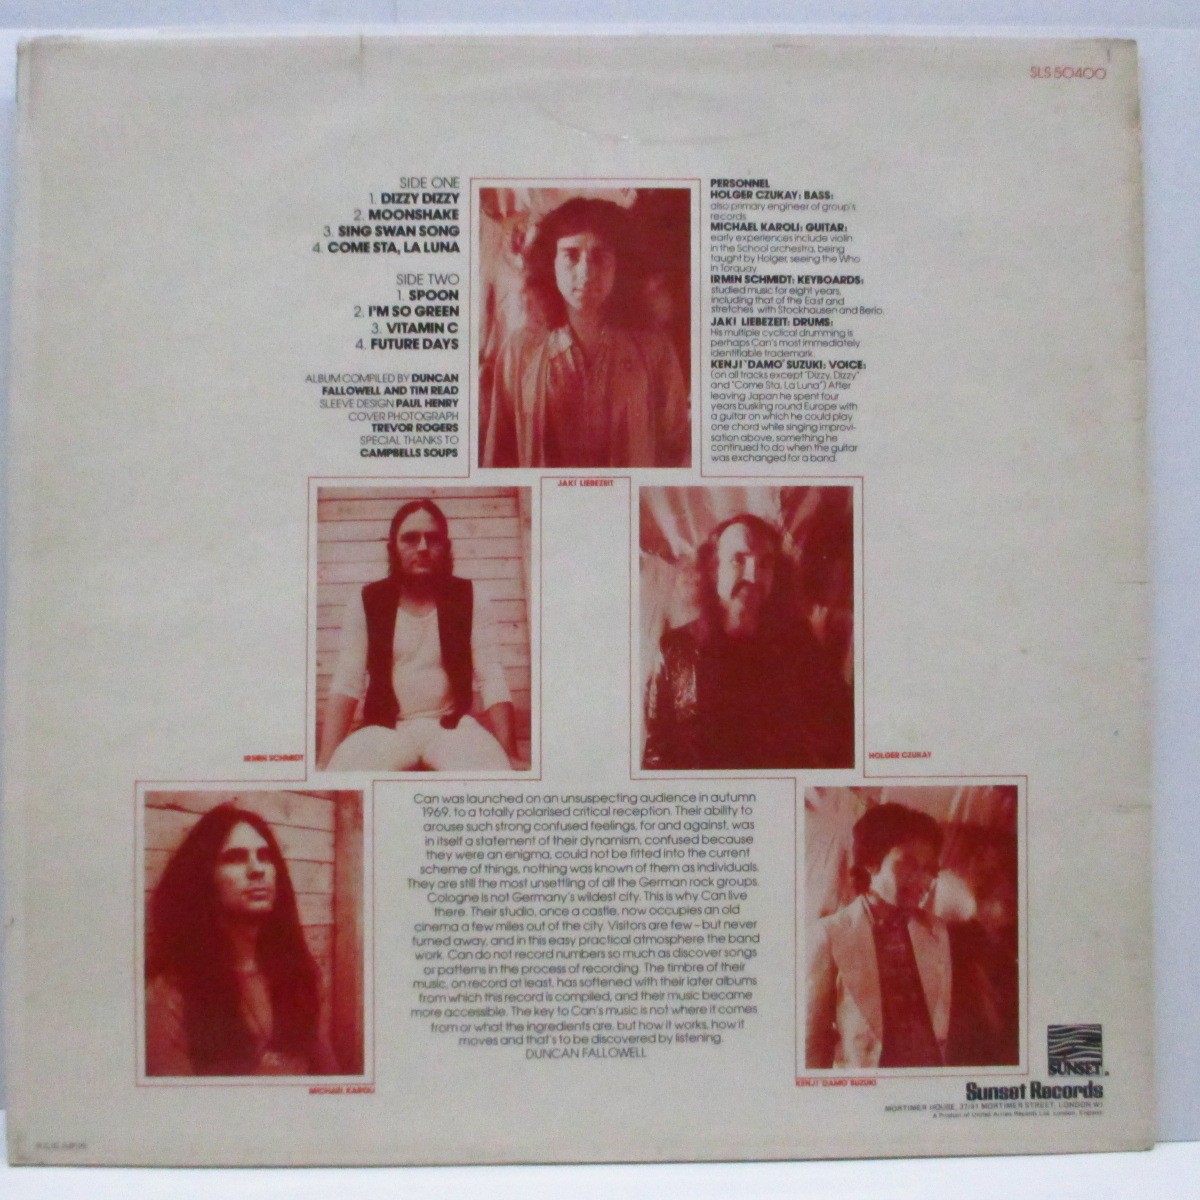 SLS 50400
SIDE ONE
1. DIZZY DIZZY
2. MOONSHAKE
3. SING SWAN SONG
4. COME STA, LA LUNA
SIDE TWO
1. SPOON
2. I'M SO GREEN
3. VITAMIN C
4. FUTURE DAYS
ALBUM COMPILED BY DUNCAN
FALLOWELL AND TIM READ
SLEEVE DESIGN PAUL HENRY
COVER PHOTOGRAPH
TREVOR ROGERS
SPECIAL THANKS TO
CAMPBELLS SOUPS
PERSONNEL
HOLGER CZUKAY: BASS:
also primary engineer of group's
records.
MICHAEL KAROLI: GUITAR:
early experiences include violin
in the School orchestra, being
taught by Holger, seeing the Who
in Torquay.
IRMIN SCHMIDT: KEYBOARDS:
studied music for eight years,
including that of the East and
stretches with Stockhausen and Berio.
JAKI LIEBEZEIT: DRUMS:
His multiple cyclical drumming is
perhaps Can's most immediately
identifiable trademark.
KENJI "DAMO" SUZUKI: VOICE:
(on all tracks except "Dizzy, Dizzy"
and "Come Sta, La Luna") After
leaving Japan he spent four
years busking round Europe with
a guitar on which he could play
one chord while singing improvi-
sation above, something he
continued to do when the guitar
was exchanged for a band.
JAKI LIEBEZEIT
IRMIN SCHMIDT
HOLGER CZUKAY
Can was launched on an unsuspecting audience in autumn
1969, to a totally polarised critical reception. Their ability to
arouse such strong confused feelings, for and against, was
in itself a statement of their dynamism; confused because
they were an enigma, could not be fitted into the current
scheme of things, nothing was known of them as individuals.
They are still the most unsettling of all the German rock groups.
Cologne is not Germany's wildest city. This is why Can live
there. Their studio, once a castle, now occupies an old
cinema a few miles out of the city. Visitors are few – but never
turned away, and in this easy practical atmosphere the band
work. Can do not record numbers so much as discover songs
or patterns in the process of recording. The timbre of their
music, on record at least, has softened with their later albums
from which this record is compiled, and their music became
more accessible. The key to Can's music is not where it comes
from or what the ingredients are, but how it works, how it
moves and that's to be discovered by listening.
DUNCAN FALLOWELL
MICHAEL KAROLI
KENJI 'DAMO' SUZUKI
SUNSET
Sunset Records
MORTIMER HOUSE, 37/41 MORTIMER STREET, LONDON W1
A Product of United Artists Records Ltd. London, England.